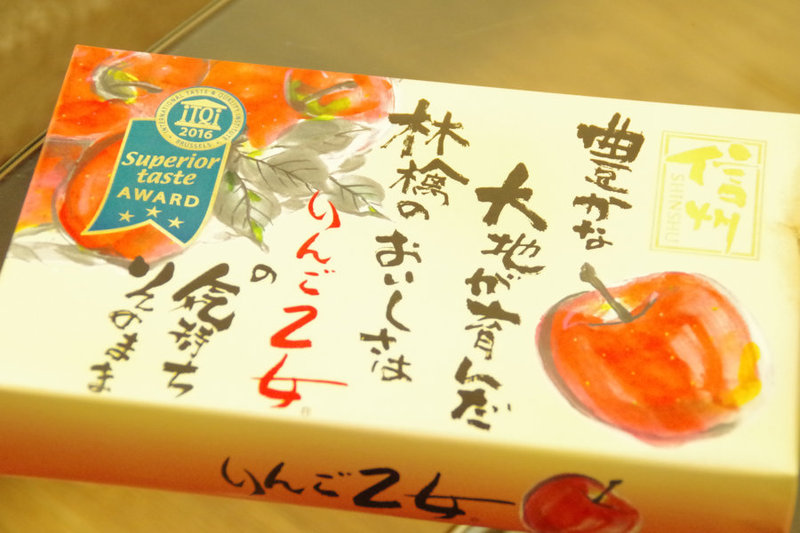 信州
SHINSHU
豊かな
大地が育んだ
林檎のおいしさは
りんご乙女
の
気持ち
そのまま
INTERNATIONAL TASTE & QUALITY INSTITUTE
BRUSSELS
iTQi
2016
Superior
taste
AWARD
りんご乙女